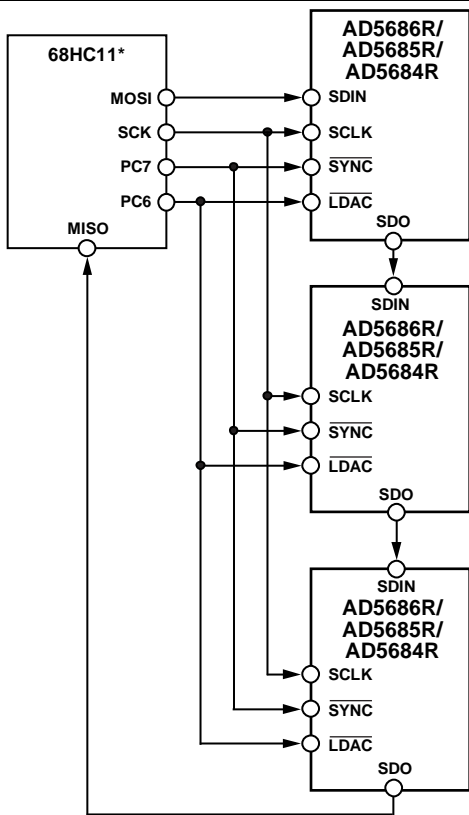 68HC11*
MOSI
SCK
PC7
PC6
MISO
AD5686R/
AD5685R/
AD5684R
SDIN
SCLK
SYNC
LDAC
SDO
SDIN
AD5686R/
AD5685R/
AD5684R
SCLK
SYNC
LDAC
SDO
SDIN
AD5686R/
AD5685R/
AD5684R
SCLK
SYNC
LDAC
SDO